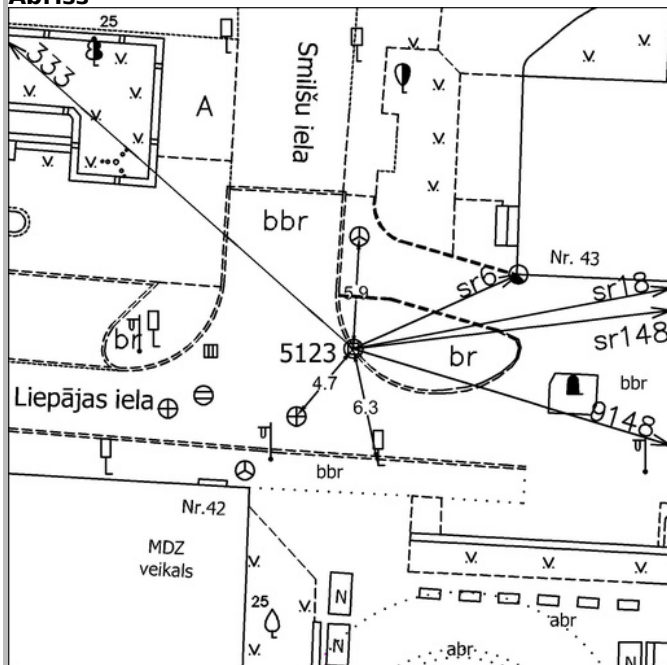 Abriss
25
333
A
Smilšu iela
bbr
Nr. 43
sr6
sr18
5.9
sr148
br
5123
br
bbr
4.7
Liepājas iela
6.3
9148
bbr
Nr.42
MDZ
veikals
25
N
abr
N
abr
N